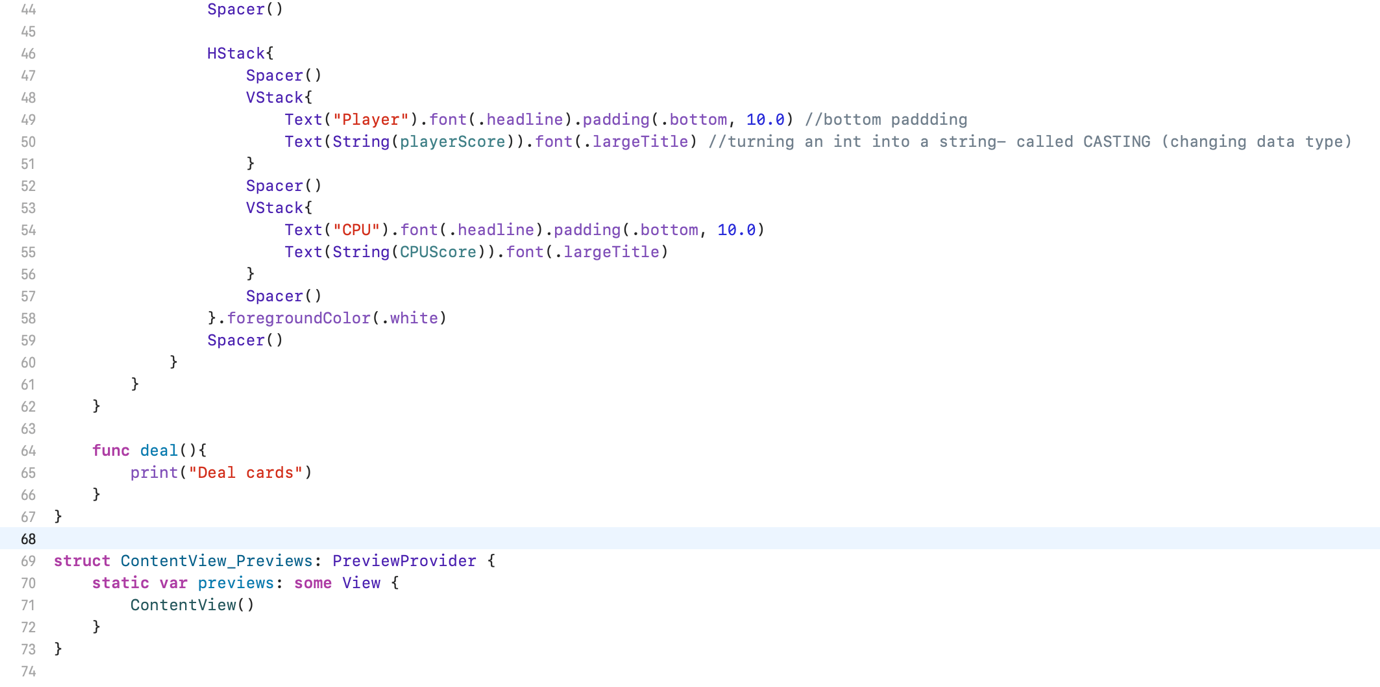 44                Spacer()
45
46                HStack{
47                    Spacer()
48                    VStack{
49                        Text("Player").font(.headline).padding(.bottom, 10.0) //bottom paddding
50                        Text(String(playerScore)).font(.largeTitle) //turning an int into a string- called CASTING (changing data type)
51                    }
52                    Spacer()
53                    VStack{
54                        Text("CPU").font(.headline).padding(.bottom, 10.0)
55                        Text(String(CPUScore)).font(.largeTitle)
56                    }
57                    Spacer()
58                }.foregroundColor(.white)
59                Spacer()
60            }
61        }
62    }
63
64    func deal(){
65        print("Deal cards")
66    }
67 }
68
69 struct ContentView_Previews: PreviewProvider {
70    static var previews: some View {
71        ContentView()
72    }
73 }
74